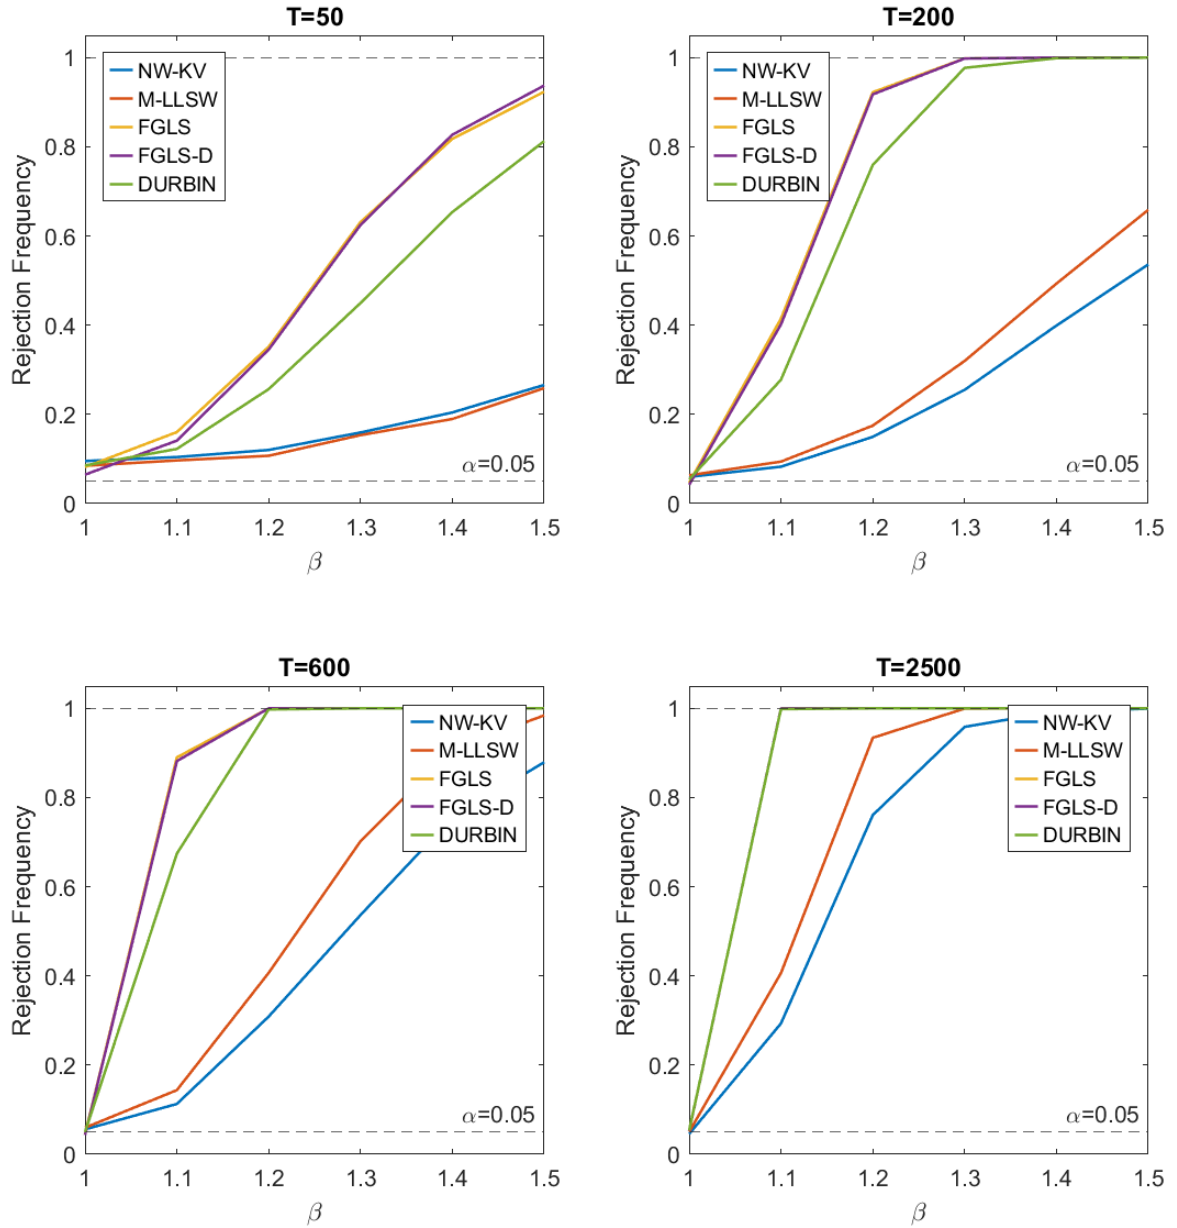 T=50
1
0.8
0.6
0.4
0.2
0
Rejection Frequency
NW-KV
M-LLSW
FGLS
FGLS-D
DURBIN
α=0.05
1 1.1 1.2 1.3 1.4 1.5
β
T=200
1
0.8
0.6
0.4
0.2
0
Rejection Frequency
NW-KV
M-LLSW
FGLS
FGLS-D
DURBIN
α=0.05
1 1.1 1.2 1.3 1.4 1.5
β
T=600
1
0.8
0.6
0.4
0.2
0
Rejection Frequency
NW-KV
M-LLSW
FGLS
FGLS-D
DURBIN
α=0.05
1 1.1 1.2 1.3 1.4 1.5
β
T=2500
1
0.8
0.6
0.4
0.2
0
Rejection Frequency
NW-KV
M-LLSW
FGLS
FGLS-D
DURBIN
α=0.05
1 1.1 1.2 1.3 1.4 1.5
β